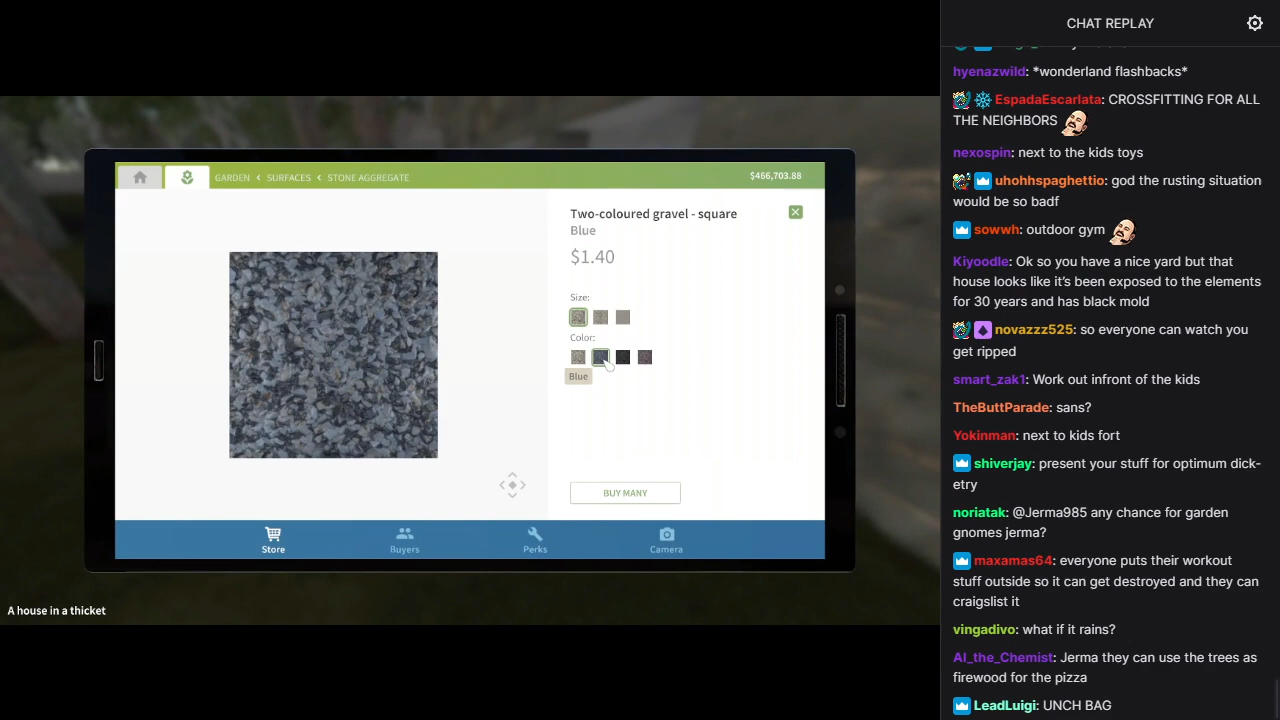 GARDEN < SURFACES < STONE AGGREGATE
$466,703.88
Two-coloured gravel - square
Blue
$1.40
Size:
Color:
Blue
BUY MANY
Store
Buyers
Perks
Camera
A house in a thicket
CHAT REPLAY
hyenazwild: *wonderland flashbacks*
EspadaEscarlata: CROSSFITTING FOR ALL
THE NEIGHBORS
nexospin: next to the kids toys
uhohhspaghettio: god the rusting situation
would be so badf
sowwh: outdoor gym
Kiyoodle: Ok so you have a nice yard but that
house looks like it’s been exposed to the elements
for 30 years and has black mold
novazzz525: so everyone can watch you
get ripped
smart_zak1: Work out infront of the kids
TheButtParade: sans?
Yokinman: next to kids fort
shiverjay: present your stuff for optimum dick-
etry
noriatak: @Jerma985 any chance for garden
gnomes jerma?
maxamas64: everyone puts their workout
stuff outside so it can get destroyed and they can
craigslist it
vingadivo: what if it rains?
Al_the_Chemist: Jerma they can use the trees as
firewood for the pizza
LeadLuigi: UNCH BAG